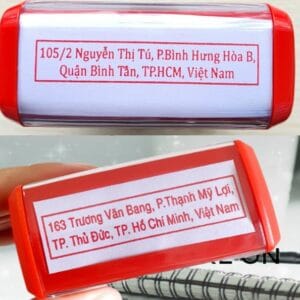 105/2 Nguyễn Thị Tú, P.Bình Hưng Hòa B,
Quận Bình Tân, TP.HCM, Việt Nam
163 Trương Văn Bang, P.Thạnh Mỹ Lợi,
TP. Thủ Đức, TP. Hồ Chí Minh, Việt Nam